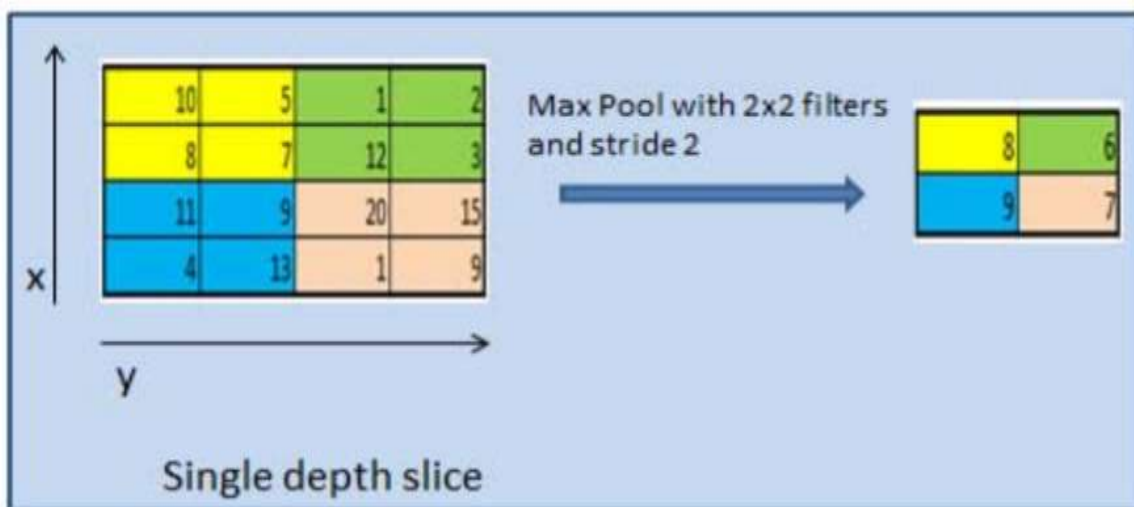 10 5 1 2
8 7 12 3
11 9 20 15
4 13 1 9
x
y
Single depth slice
Max Pool with 2x2 filters
and stride 2
8 6
9 7